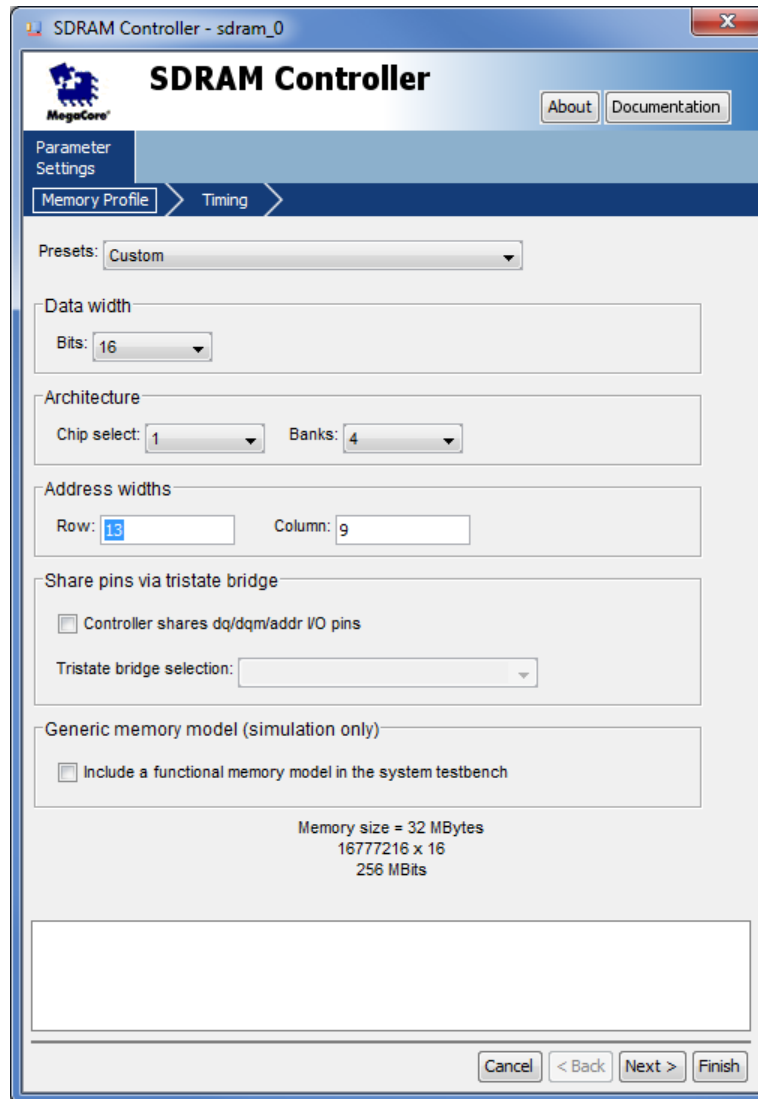 SDRAM Controller - sdram_0
MegaCore'
SDRAM Controller
About Documentation
Parameter
Settings
Memory Profile Timing
Presets: Custom
Data width
Bits: 16
Architecture
Chip select: 1 Banks: 4
Address widths
Row: 13 Column: 9
Share pins via tristate bridge
Controller shares dq/dqm/addr I/O pins
Tristate bridge selection:
Generic memory model (simulation only)
Include a functional memory model in the system testbench
Memory size = 32 MBytes
16777216 x 16
256 MBits
Cancel < Back Next > Finish